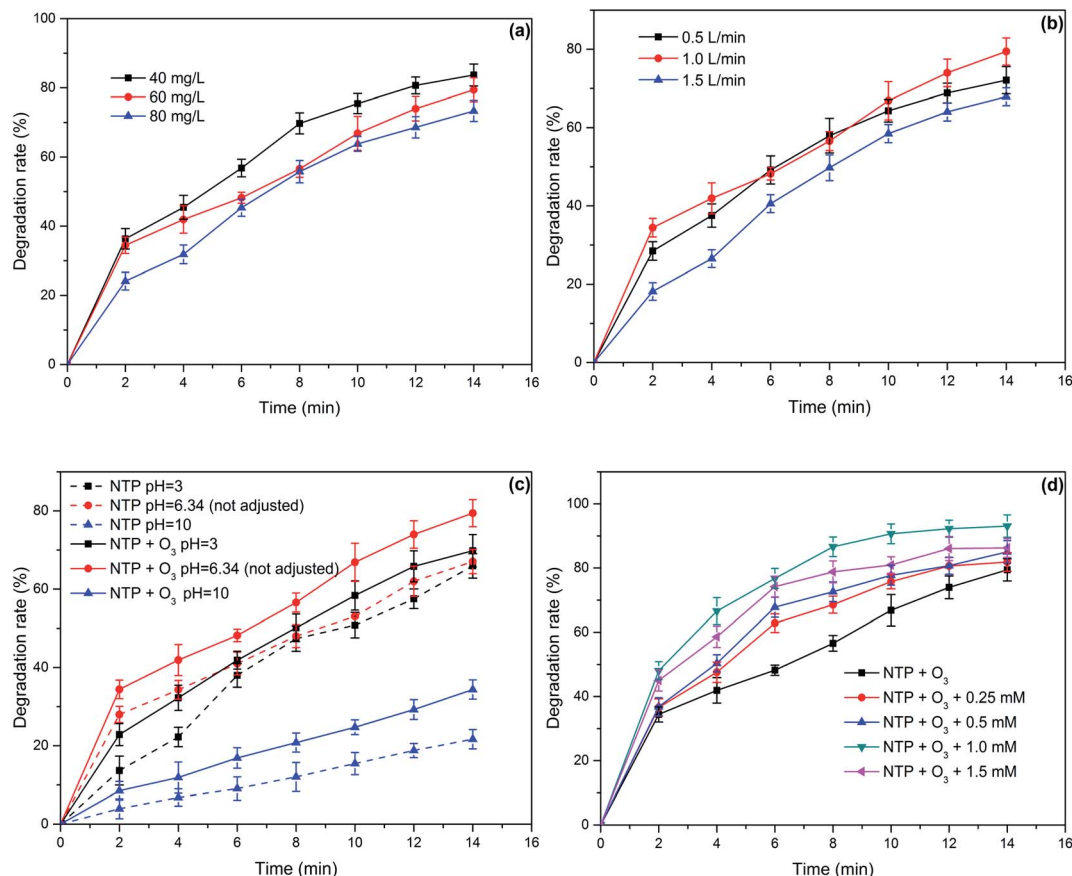 (a)
100
80
60
40
20
0
Degradation rate (%)
40 mg/L
60 mg/L
80 mg/L
0 2 4 6 8 10 12 14 16
Time (min)
(b)
80
60
40
20
0
Degradation rate (%)
0.5 L/min
1.0 L/min
1.5 L/min
0 2 4 6 8 10 12 14 16
Time (min)
(c)
80
60
40
20
0
Degradation rate (%)
NTP pH=3
NTP pH=6.34 (not adjusted)
NTP pH=10
NTP + O₃ pH=3
NTP + O₃ pH=6.34 (not adjusted)
NTP + O₃ pH=10
0 2 4 6 8 10 12 14 16
Time (min)
(d)
100
80
60
40
20
0
Degradation rate (%)
NTP + O₃
NTP + O₃ + 0.25 mM
NTP + O₃ + 0.5 mM
NTP + O₃ + 1.0 mM
NTP + O₃ + 1.5 mM
0 2 4 6 8 10 12 14 16
Time (min)